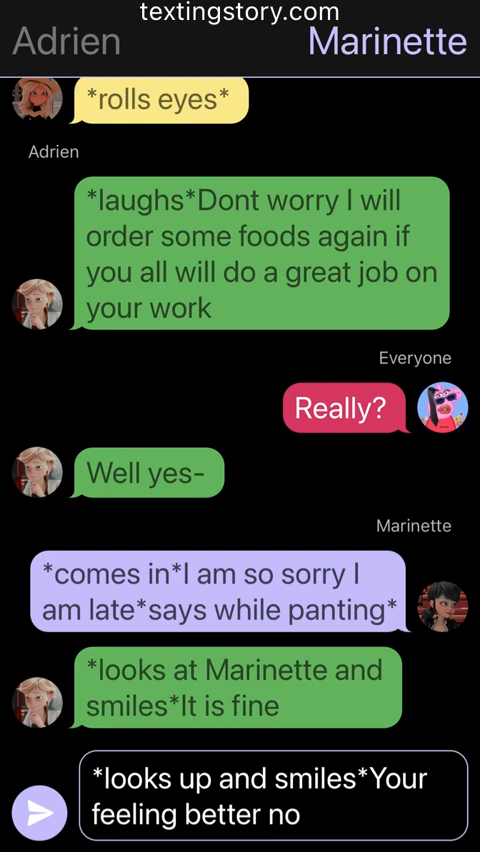 textingstory.com
Adrien
Marinette
*rolls eyes*
Adrien
*laughs*Dont worry I will
order some foods again if
you all will do a great job on
your work
Everyone
Really?
Well yes-
Marinette
*comes in*I am so sorry I
am late*says while panting*
*looks at Marinette and
smiles*It is fine
*looks up and smiles*Your
feeling better no